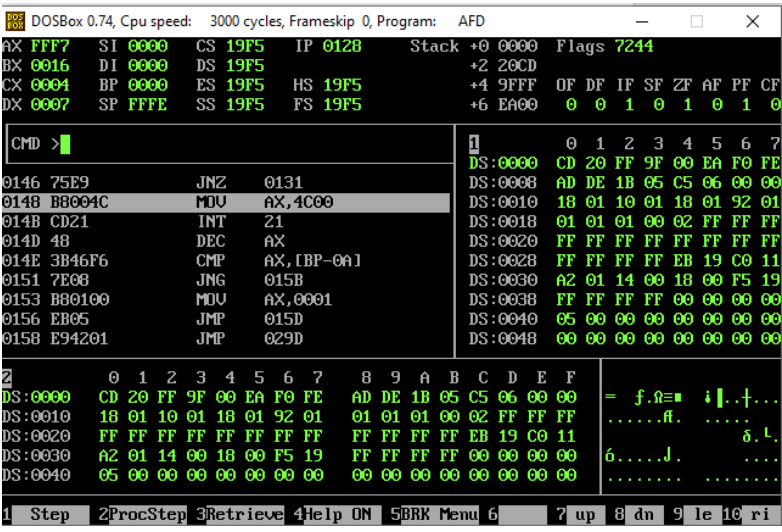 DOSBox 0.74, Cpu speed: 3000 cycles, Frameskip 0, Program: AFD
AX FFF7 SI 0000 CS 19F5 IP 0128 Stack +0 0000 Flags 7244
BX 0016 DI 0000 DS 19F5 +2 20CD
CX 0004 BP 0000 ES 19F5 HS 19F5 +4 9FFF OF DF IF SF ZF AF PF CF
DX 0007 SP FFFE SS 19F5 FS 19F5 +6 EA00 0 0 1 0 1 0 1 0
CMD >
0146 75E9 JNZ 0131
0148 B8004C MOV AX,4C00
014B CD21 INT 21
014D 48 DEC AX
014E 3B46F6 CMP AX,[BP-0A]
0151 7E08 JNG 015B
0153 B80100 MOV AX,0001
0156 EB05 JMP 015D
0158 E94201 JMP 029D
1 0 1 2 3 4 5 6 7
DS:0000 CD 20 FF 9F 00 EA F0 FE
DS:0008 AD DE 1B 05 C5 06 00 00
DS:0010 18 01 10 01 18 01 92 01
DS:0018 01 01 01 00 02 FF FF FF
DS:0020 FF FF FF FF FF FF FF FF
DS:0028 FF FF FF FF EB 19 C0 11
DS:0030 A2 01 14 00 18 00 F5 19
DS:0038 FF FF FF FF 00 00 00 00
DS:0040 05 00 00 00 00 00 00 00
DS:0048 00 00 00 00 00 00 00 00
2 0 1 2 3 4 5 6 7 8 9 A B C D E F
DS:0000 CD 20 FF 9F 00 EA F0 FE AD DE 1B 05 C5 06 00 00 = ƒ.Ω≡■ ¡▐..┼...
DS:0010 18 01 10 01 18 01 92 01 01 01 01 00 02 FF FF FF ......Æ. .....
DS:0020 FF FF FF FF FF FF FF FF FF FF FF FF EB 19 C0 11 δ.└.
DS:0030 A2 01 14 00 18 00 F5 19 FF FF FF FF 00 00 00 00 ó.....⌡. ....
DS:0040 05 00 00 00 00 00 00 00 00 00 00 00 00 00 00 00 ........ ........
1 Step 2ProcStep 3Retrieve 4Help ON 5BRK Menu 6 7 up 8 dn 9 le 10 ri